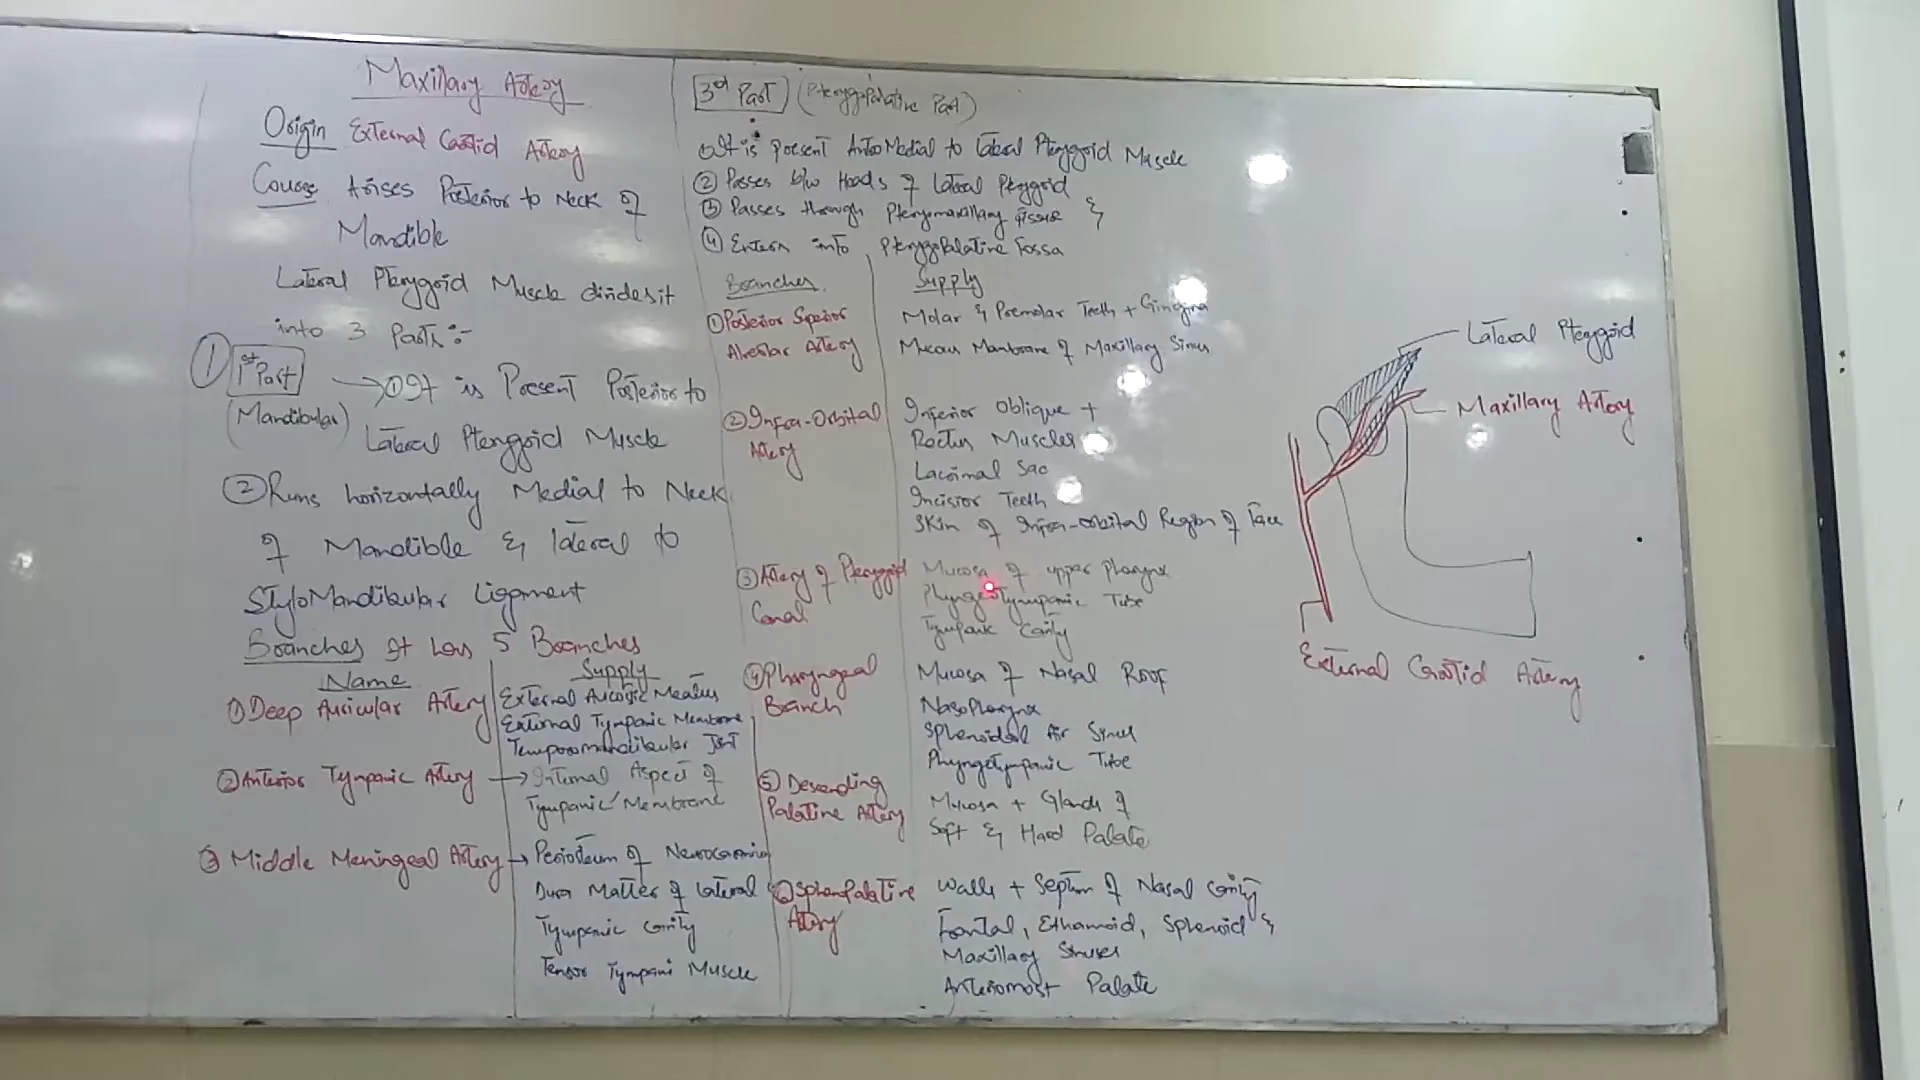 Maxillary Artery
Origin External Carotid Artery
Course Arises Posterior to Neck of
Mandible
Lateral Pterygoid Muscle divides it
into 3 Parts :-
① 1st Part → ① It is Present Posterior to
(Mandibular) Lateral Pterygoid Muscle
② Runs horizontally Medial to Neck
of Mandible & lateral to
StyloMandibular Ligament
Branches It has 5 Branches
Name Supply
① Deep Auricular Artery External Aucostic Meatus
External Tympanic Membrane
Temporomandibular Joint
② Anterior Tympanic Artery → Internal Aspect of
Tympanic Membrane
③ Middle Meningeal Artery → Periosteum of
Dura Matter of lateral
Tympanic Cavity
Tensor Tympani Muscle
3rd Part (PterygoPalatine Part)
① It is Present AnteroMedial to lateral Pterygoid Muscle
② Passes b/w Heads of Lateral Pterygoid
③ Passes through Pterymaxillary fissure &
④ Enters into PterygoPalatine Fossa
Branches Supply
① Posterior Superior Molar & Premolar Teeth + Gingiva
Alveolar Artery Mucous Membrane of Maxillary Sinus
② Infra-Orbital Inferior Oblique +
Artery Rectus Muscles
Lacrimal Sac
Incisior Teeth
Skin of Infra-orbital Region of Face
③ Artery of Pterygoid Mucosa of upper Pharynx
Canal Phyngeotympanic Tube
Tympanic Cavity
④ Pharyngeal Mucosa of Nasal Roof
Branch Nasopharynx
Sphenoidal Air Sinus
Phyngotympanic Tube
⑤ Descending Mucosa + Glands of
Palatine Artery Soft & Hard Palate
⑥ SphenoPalatine Walls + Septum of Nasal Cavity
Artery Frontal, Ethamoid, Sphenoid &
Maxillary Sinuses
Anteriomost Palate
Lateral Pterygoid
Maxillary Artery
External Carotid Artery